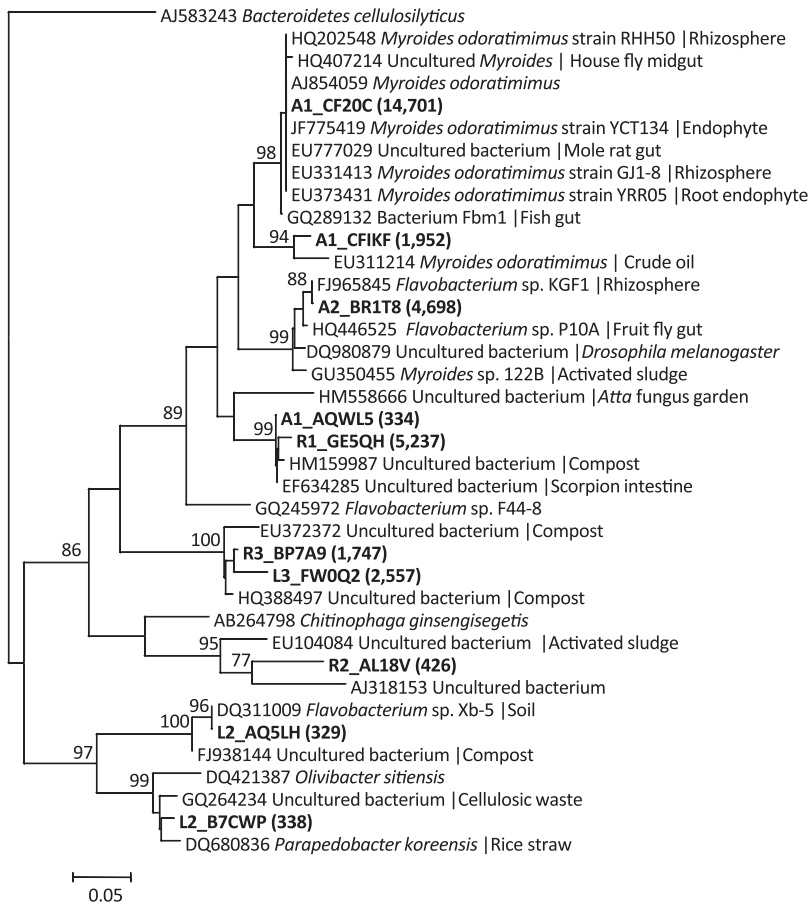 AJ583243 Bacteroidetes cellulosilyticus
HQ202548 Myroides odoratimimus strain RHH50 |Rhizosphere
HQ407214 Uncultured Myroides | House fly midgut
AJ854059 Myroides odoratimimus
A1_CF20C (14,701)
JF775419 Myroides odoratimimus strain YCT134 |Endophyte
98
EU777029 Uncultured bacterium |Mole rat gut
EU331413 Myroides odoratimimus strain GJ1-8 |Rhizosphere
EU373431 Myroides odoratimimus strain YRR05 |Root endophyte
GQ289132 Bacterium Fbm1 |Fish gut
94
A1_CFIKF (1,952)
EU311214 Myroides odoratimimus | Crude oil
88
FJ965845 Flavobacterium sp. KGF1 |Rhizosphere
A2_BR1T8 (4,698)
HQ446525 Flavobacterium sp. P10A |Fruit fly gut
99
DQ980879 Uncultured bacterium |Drosophila melanogaster
GU350455 Myroides sp. 122B |Activated sludge
HM558666 Uncultured bacterium |Atta fungus garden
89
A1_AQWL5 (334)
99
R1_GE5QH (5,237)
HM159987 Uncultured bacterium |Compost
EF634285 Uncultured bacterium |Scorpion intestine
GQ245972 Flavobacterium sp. F44-8
EU372372 Uncultured bacterium |Compost
100
86
R3_BP7A9 (1,747)
L3_FW0Q2 (2,557)
HQ388497 Uncultured bacterium |Compost
AB264798 Chitinophaga ginsengisegetis
95
EU104084 Uncultured bacterium |Activated sludge
77
R2_AL18V (426)
AJ318153 Uncultured bacterium
96
DQ311009 Flavobacterium sp. Xb-5 |Soil
100
L2_AQ5LH (329)
97
FJ938144 Uncultured bacterium |Compost
99
DQ421387 Olivibacter sitiensis
GQ264234 Uncultured bacterium |Cellulosic waste
L2_B7CWP (338)
DQ680836 Parapedobacter koreensis |Rice straw
0.05